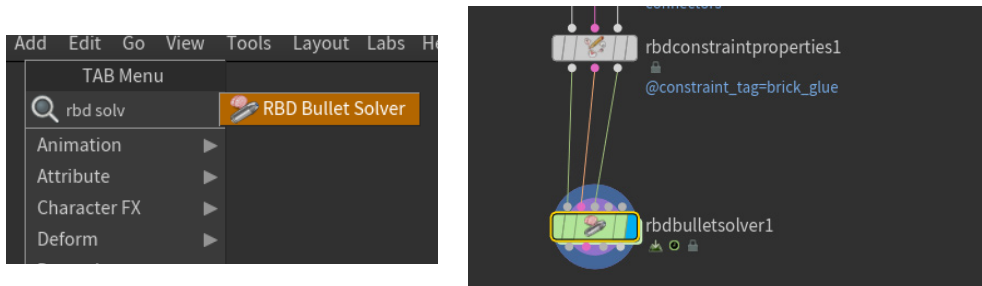 Add Edit Go View Tools Layout Labs
TAB Menu
rbd solv
RBD Bullet Solver
Animation
Attribute
Character FX
Deform
connectors
rbdconstraintproperties1
@constraint_tag=brick_glue
rbdbulletsolver1